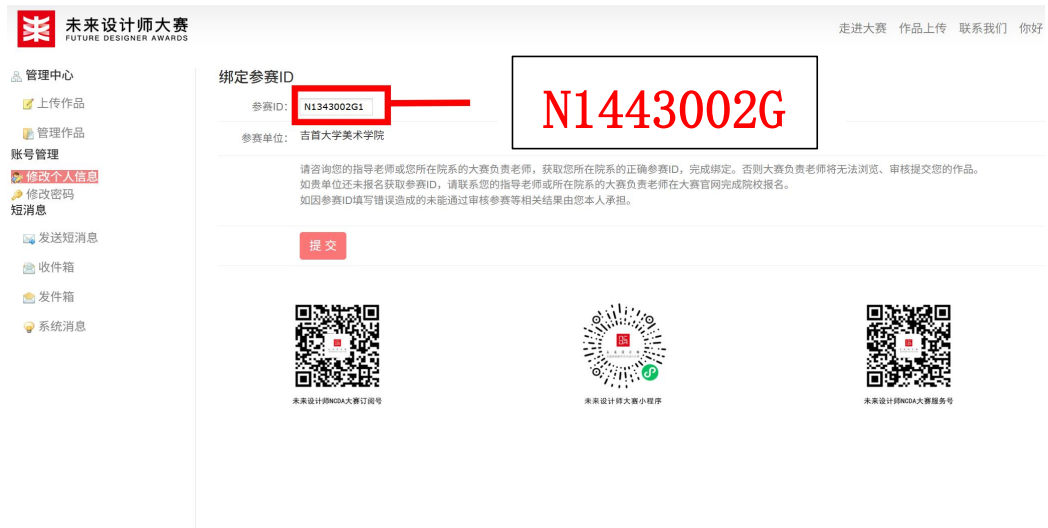 未来设计师大赛
FUTURE DESIGNER AWARDS
走进大赛 作品上传 联系我们 你好
管理中心
上传作品
管理作品
账号管理
修改个人信息
修改密码
短消息
发送短消息
收件箱
发件箱
系统消息
绑定参赛ID
参赛ID: N1343002G1
N1443002G
参赛单位: 吉首大学美术学院
请咨询您的指导老师或您所在院系的大赛负责老师，获取您所在院系的正确参赛ID，完成绑定。否则大赛负责老师将无法浏览、审核提交您的作品。
如贵单位还未报名获取参赛ID，请联系您的指导老师或所在院系的大赛负责老师在大赛官网完成院校报名。
如因参赛ID填写错误造成的未能通过审核参赛等相关结果由您本人承担。
提 交
未来设计师NCDA大赛订阅号
未来设计师大赛小程序
未来设计师NCDA大赛服务号